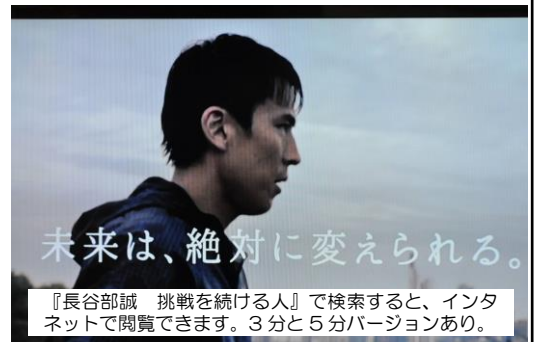 未来は、絶対に変えられる。
『長谷部誠　挑戦を続ける人』で検索すると、インタ
ネットで閲覧できます。３分と５分バージョンあり。